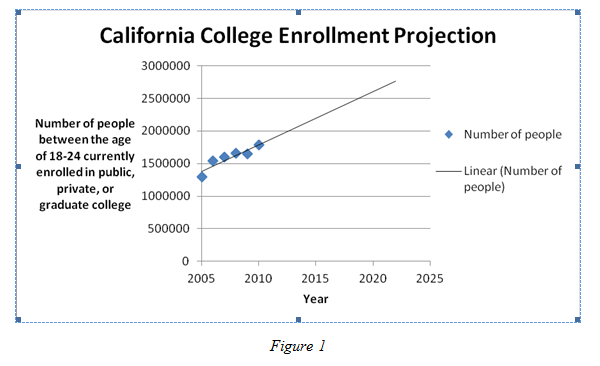 California College Enrollment Projection
Number of people
between the age
of 18-24 currently
enrolled in public,
private, or
graduate college
3000000
2500000
2000000
1500000
1000000
500000
0
2005 2010 2015 2020 2025
Year
Number of people
Linear (Number of
people)
Figure 1